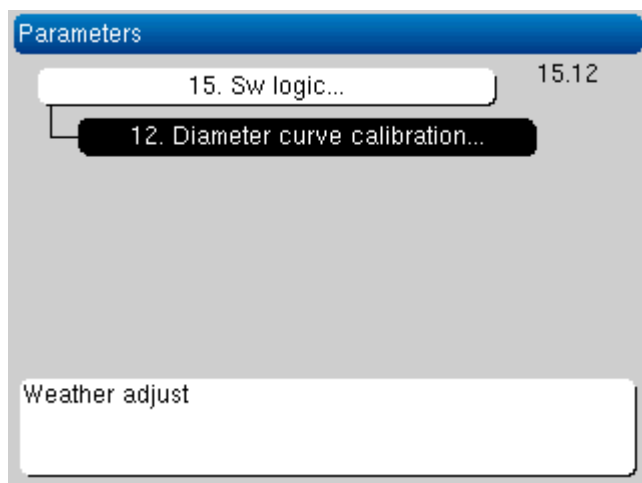 Parameters
15. Sw logic...
15.12
12. Diameter curve calibration...
Weather adjust